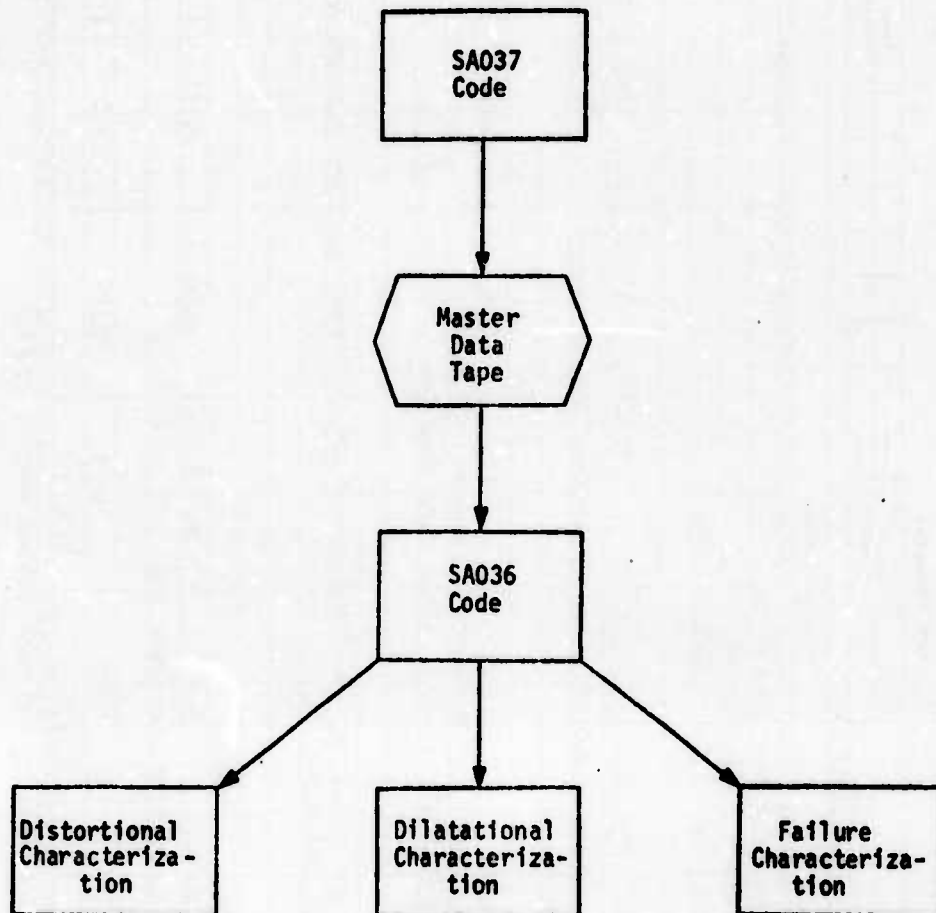 SA037
Code
Master
Data
Tape
SA036
Code
Distortional
Characteriza-
tion
Dilatational
Characteriza-
tion
Failure
Characteriza-
tion